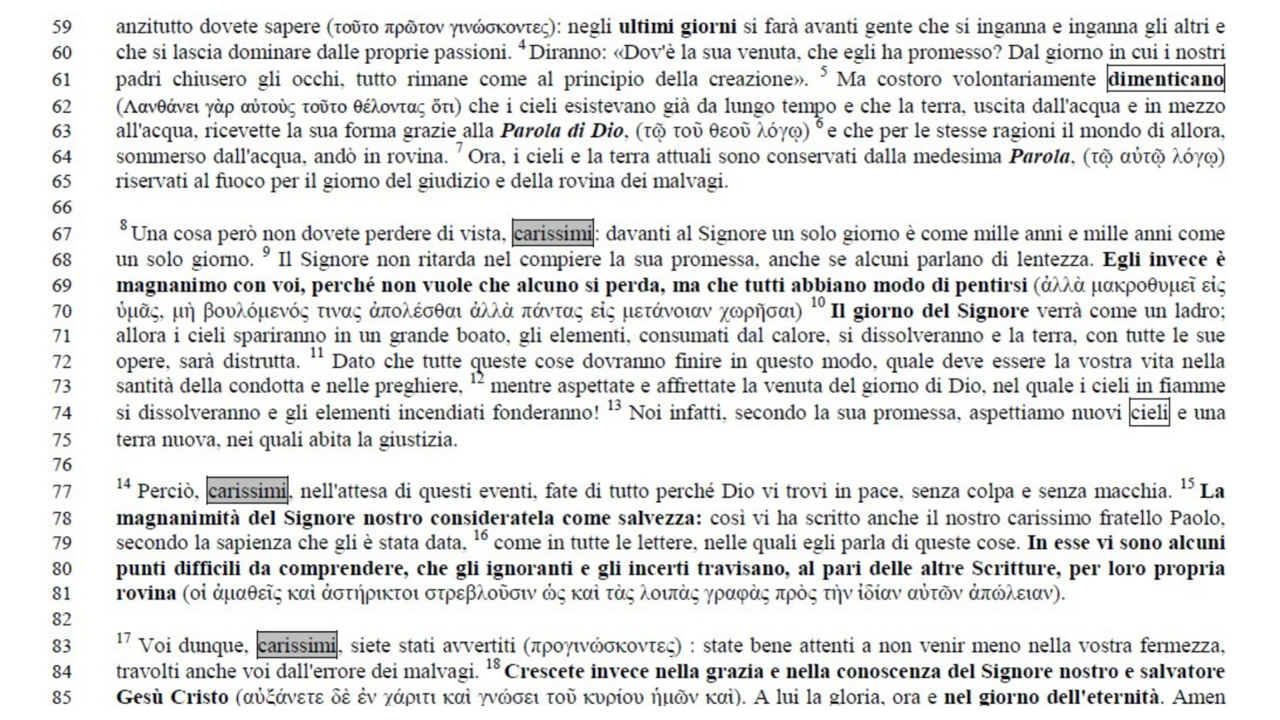 59 anzitutto dovete sapere (τοῦτο πρῶτον γινώσκοντες): negli ultimi giorni si farà avanti gente che si inganna e inganna gli altri e
60 che si lascia dominare dalle proprie passioni. 4 Diranno: «Dov'è la sua venuta, che egli ha promesso? Dal giorno in cui i nostri
61 padri chiusero gli occhi, tutto rimane come al principio della creazione». 5 Ma costoro volontariamente dimenticano
62 (Λανθάνει γὰρ αὐτοὺς τοῦτο θέλοντας ὅτι) che i cieli esistevano già da lungo tempo e che la terra, uscita dall'acqua e in mezzo
63 all'acqua, ricevette la sua forma grazie alla Parola di Dio, (τῷ τοῦ θεοῦ λόγῳ) 6 e che per le stesse ragioni il mondo di allora,
64 sommerso dall'acqua, andò in rovina. 7 Ora, i cieli e la terra attuali sono conservati dalla medesima Parola, (τῷ αὐτῷ λόγῳ)
65 riservati al fuoco per il giorno del giudizio e della rovina dei malvagi.
66
67 8 Una cosa però non dovete perdere di vista, carissimi: davanti al Signore un solo giorno è come mille anni e mille anni come
68 un solo giorno. 9 Il Signore non ritarda nel compiere la sua promessa, anche se alcuni parlano di lentezza. Egli invece è
69 magnanimo con voi, perché non vuole che alcuno si perda, ma che tutti abbiano modo di pentirsi (ἀλλὰ μακροθυμεῖ εἰς
70 ὑμᾶς, μὴ βουλόμενός τινας ἀπολέσθαι ἀλλὰ πάντας εἰς μετάνοιαν χωρῆσαι) 10 Il giorno del Signore verrà come un ladro;
71 allora i cieli spariranno in un grande boato, gli elementi, consumati dal calore, si dissolveranno e la terra, con tutte le sue
72 opere, sarà distrutta. 11 Dato che tutte queste cose dovranno finire in questo modo, quale deve essere la vostra vita nella
73 santità della condotta e nelle preghiere, 12 mentre aspettate e affrettate la venuta del giorno di Dio, nel quale i cieli in fiamme
74 si dissolveranno e gli elementi incendiati fonderanno! 13 Noi infatti, secondo la sua promessa, aspettiamo nuovi cieli e una
75 terra nuova, nei quali abita la giustizia.
76
77 14 Perciò, carissimi, nell'attesa di questi eventi, fate di tutto perché Dio vi trovi in pace, senza colpa e senza macchia. 15 La
78 magnanimità del Signore nostro consideratela come salvezza: così vi ha scritto anche il nostro carissimo fratello Paolo,
79 secondo la sapienza che gli è stata data, 16 come in tutte le lettere, nelle quali egli parla di queste cose. In esse vi sono alcuni
80 punti difficili da comprendere, che gli ignoranti e gli incerti travisano, al pari delle altre Scritture, per loro propria
81 rovina (οἱ ἀμαθεῖς καὶ ἀστήρικτοι στρεβλοῦσιν ὡς καὶ τὰς λοιπὰς γραφὰς πρὸς τὴν ἰδίαν αὐτῶν ἀπώλειαν).
82
83 17 Voi dunque, carissimi, siete stati avvertiti (προγινώσκοντες) : state bene attenti a non venir meno nella vostra fermezza,
84 travolti anche voi dall'errore dei malvagi. 18 Crescete invece nella grazia e nella conoscenza del Signore nostro e salvatore
85 Gesù Cristo (αὐξάνετε δὲ ἐν χάριτι καὶ γνώσει τοῦ κυρίου ἡμῶν καὶ). A lui la gloria, ora e nel giorno dell'eternità. Amen